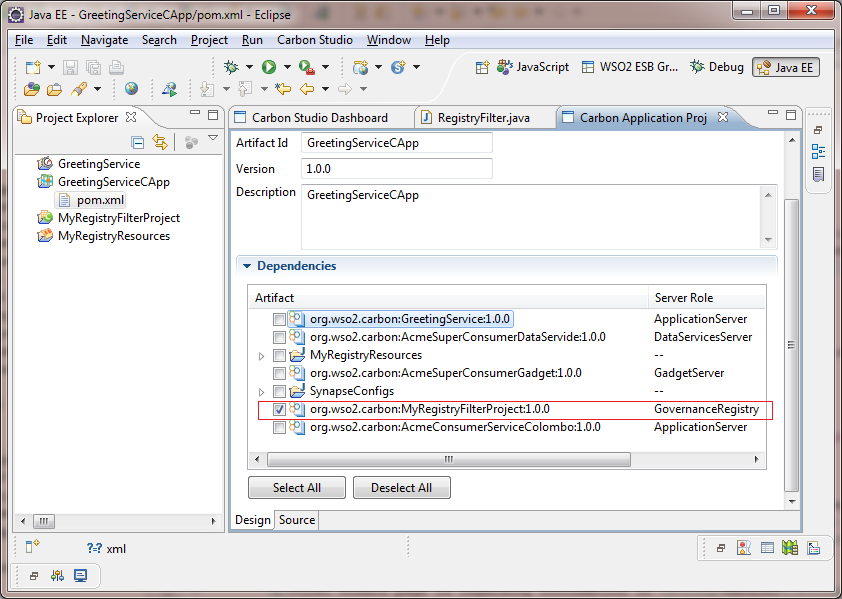 Java EE - GreetingServiceCApp/pom.xml - Eclipse
File Edit Navigate Search Project Run Carbon Studio Window Help
JavaScript WSO2 ESB Gr... Debug Java EE
Project Explorer
Carbon Studio Dashboard RegistryFilter.java Carbon Application Proj
GreetingService
GreetingServiceCApp
pom.xml
MyRegistryFilterProject
MyRegistryResources
Artifact Id GreetingServiceCApp
Version 1.0.0
Description GreetingServiceCApp
Dependencies
Artifact Server Role
org.wso2.carbon:GreetingService:1.0.0 ApplicationServer
org.wso2.carbon:AcmeSuperConsumerDataServide:1.0.0 DataServicesServer
MyRegistryResources --
org.wso2.carbon:AcmeSuperConsumerGadget:1.0.0 GadgetServer
SynapseConfigs --
org.wso2.carbon:MyRegistryFilterProject:1.0.0 GovernanceRegistry
org.wso2.carbon:AcmeConsumerServiceColombo:1.0.0 ApplicationServer
Select All Deselect All
Design Source
?-? xml